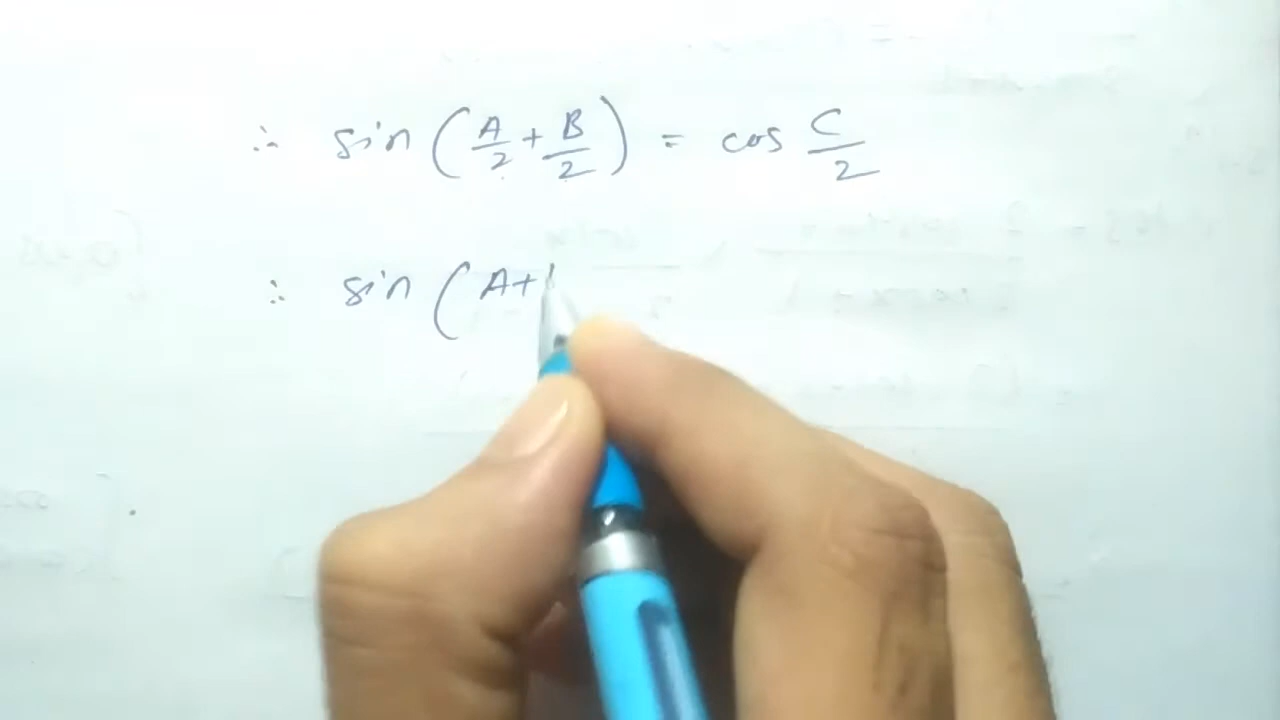 ∴ sin (A/2 + B/2) = cos C/2
∴ sin ( A+